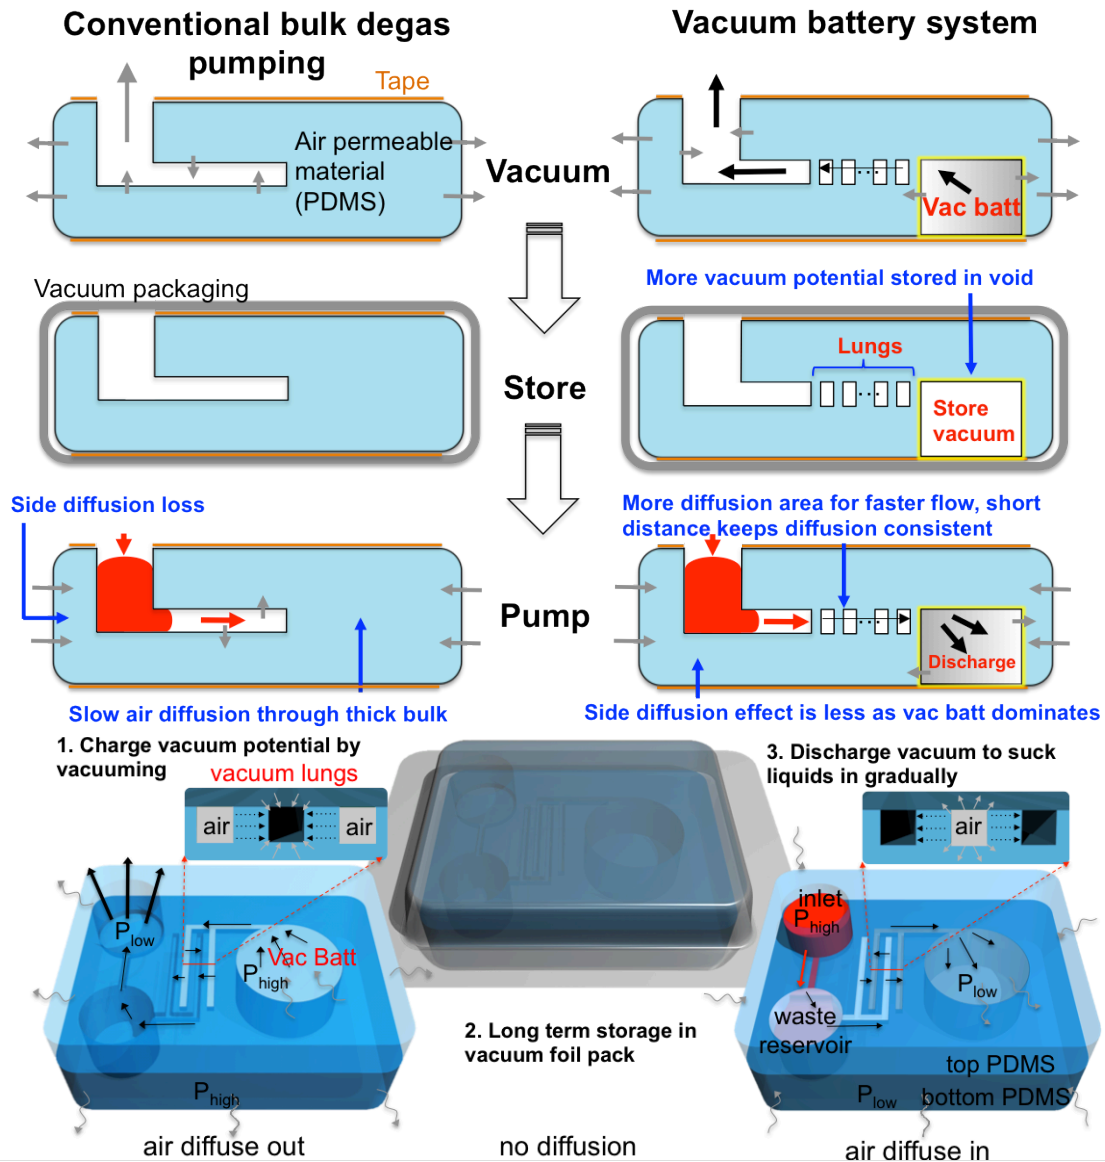 Conventional bulk degas
pumping
Vacuum battery system
Tape
Air permeable
material
(PDMS)
Vacuum
Vac batt
Vacuum packaging
More vacuum potential stored in void
Lungs
Store
Store
vacuum
Side diffusion loss
More diffusion area for faster flow, short
distance keeps diffusion consistent
Pump
Discharge
Slow air diffusion through thick bulk
Side diffusion effect is less as vac batt dominates
1. Charge vacuum potential by
vacuuming
vacuum lungs
air
air
3. Discharge vacuum to suck
liquids in gradually
air
Plow
Vac Batt
Phigh
Phigh
air diffuse out
2. Long term storage in
vacuum foil pack
no diffusion
inlet
Phigh
Plow
waste
reservoir
top PDMS
Plow
bottom PDMS
air diffuse in